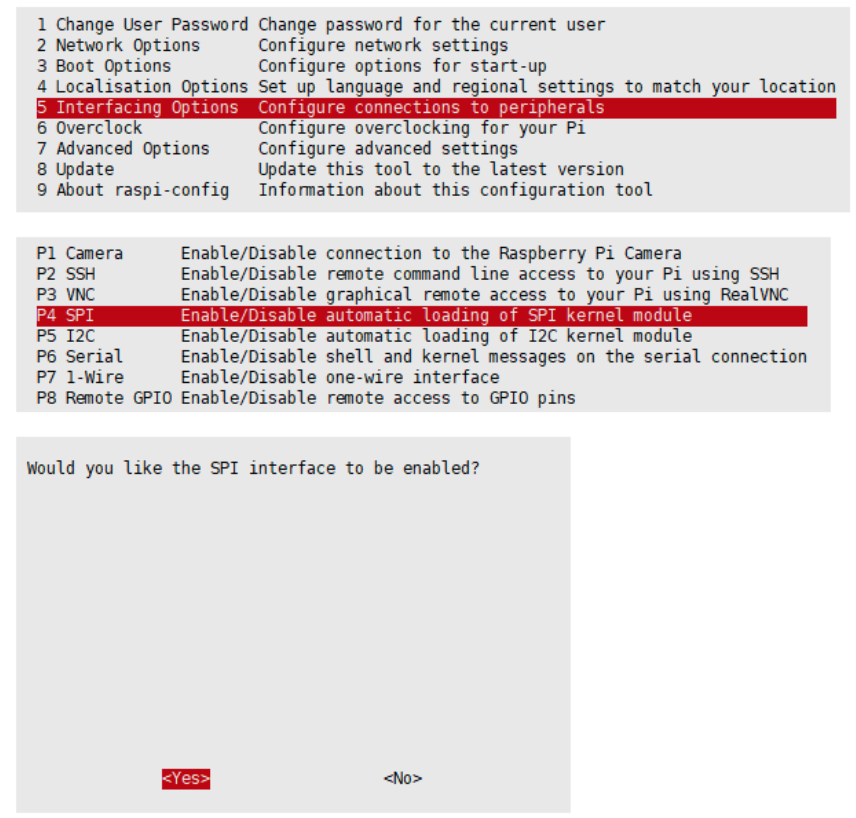 1 Change User Password Change password for the current user
2 Network Options Configure network settings
3 Boot Options Configure options for start-up
4 Localisation Options Set up language and regional settings to match your location
5 Interfacing Options Configure connections to peripherals
6 Overclock Configure overclocking for your Pi
7 Advanced Options Configure advanced settings
8 Update Update this tool to the latest version
9 About raspi-config Information about this configuration tool
P1 Camera Enable/Disable connection to the Raspberry Pi Camera
P2 SSH Enable/Disable remote command line access to your Pi using SSH
P3 VNC Enable/Disable graphical remote access to your Pi using RealVNC
P4 SPI Enable/Disable automatic loading of SPI kernel module
P5 I2C Enable/Disable automatic loading of I2C kernel module
P6 Serial Enable/Disable shell and kernel messages on the serial connection
P7 1-Wire Enable/Disable one-wire interface
P8 Remote GPIO Enable/Disable remote access to GPIO pins
Would you like the SPI interface to be enabled?
<Yes> <No>